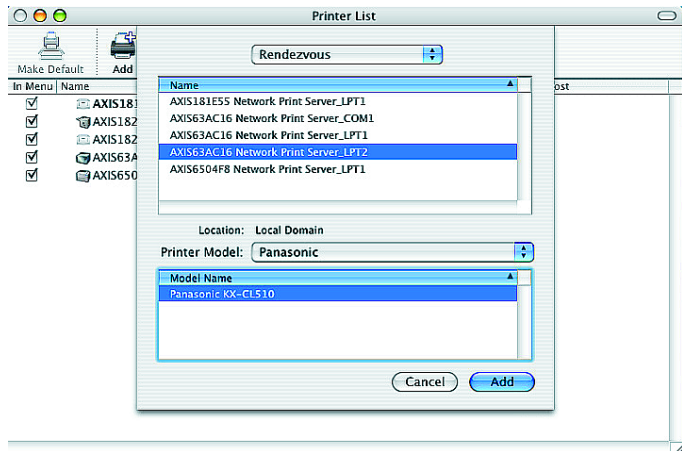 Printer List
Make Default
Add
Rendezvous
In Menu Name
ost
Name
AXIS181E55 Network Print Server_LPT1
AXIS63AC16 Network Print Server_COM1
AXIS63AC16 Network Print Server_LPT1
AXIS63AC16 Network Print Server_LPT2
AXIS6504F8 Network Print Server_LPT1
AXIS181
AXIS182
AXIS182
AXIS63A
AXIS650
Location: Local Domain
Printer Model: Panasonic
Model Name
Panasonic KX-CL510
Cancel
Add